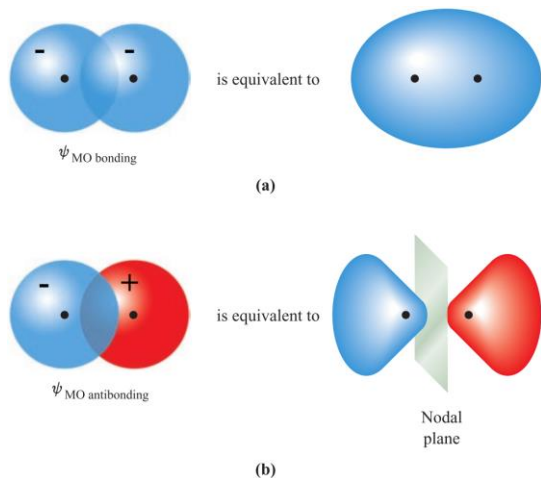 - -
is equivalent to
ψ MO bonding
(a)
- +
is equivalent to
ψ MO antibonding
Nodal
plane
(b)